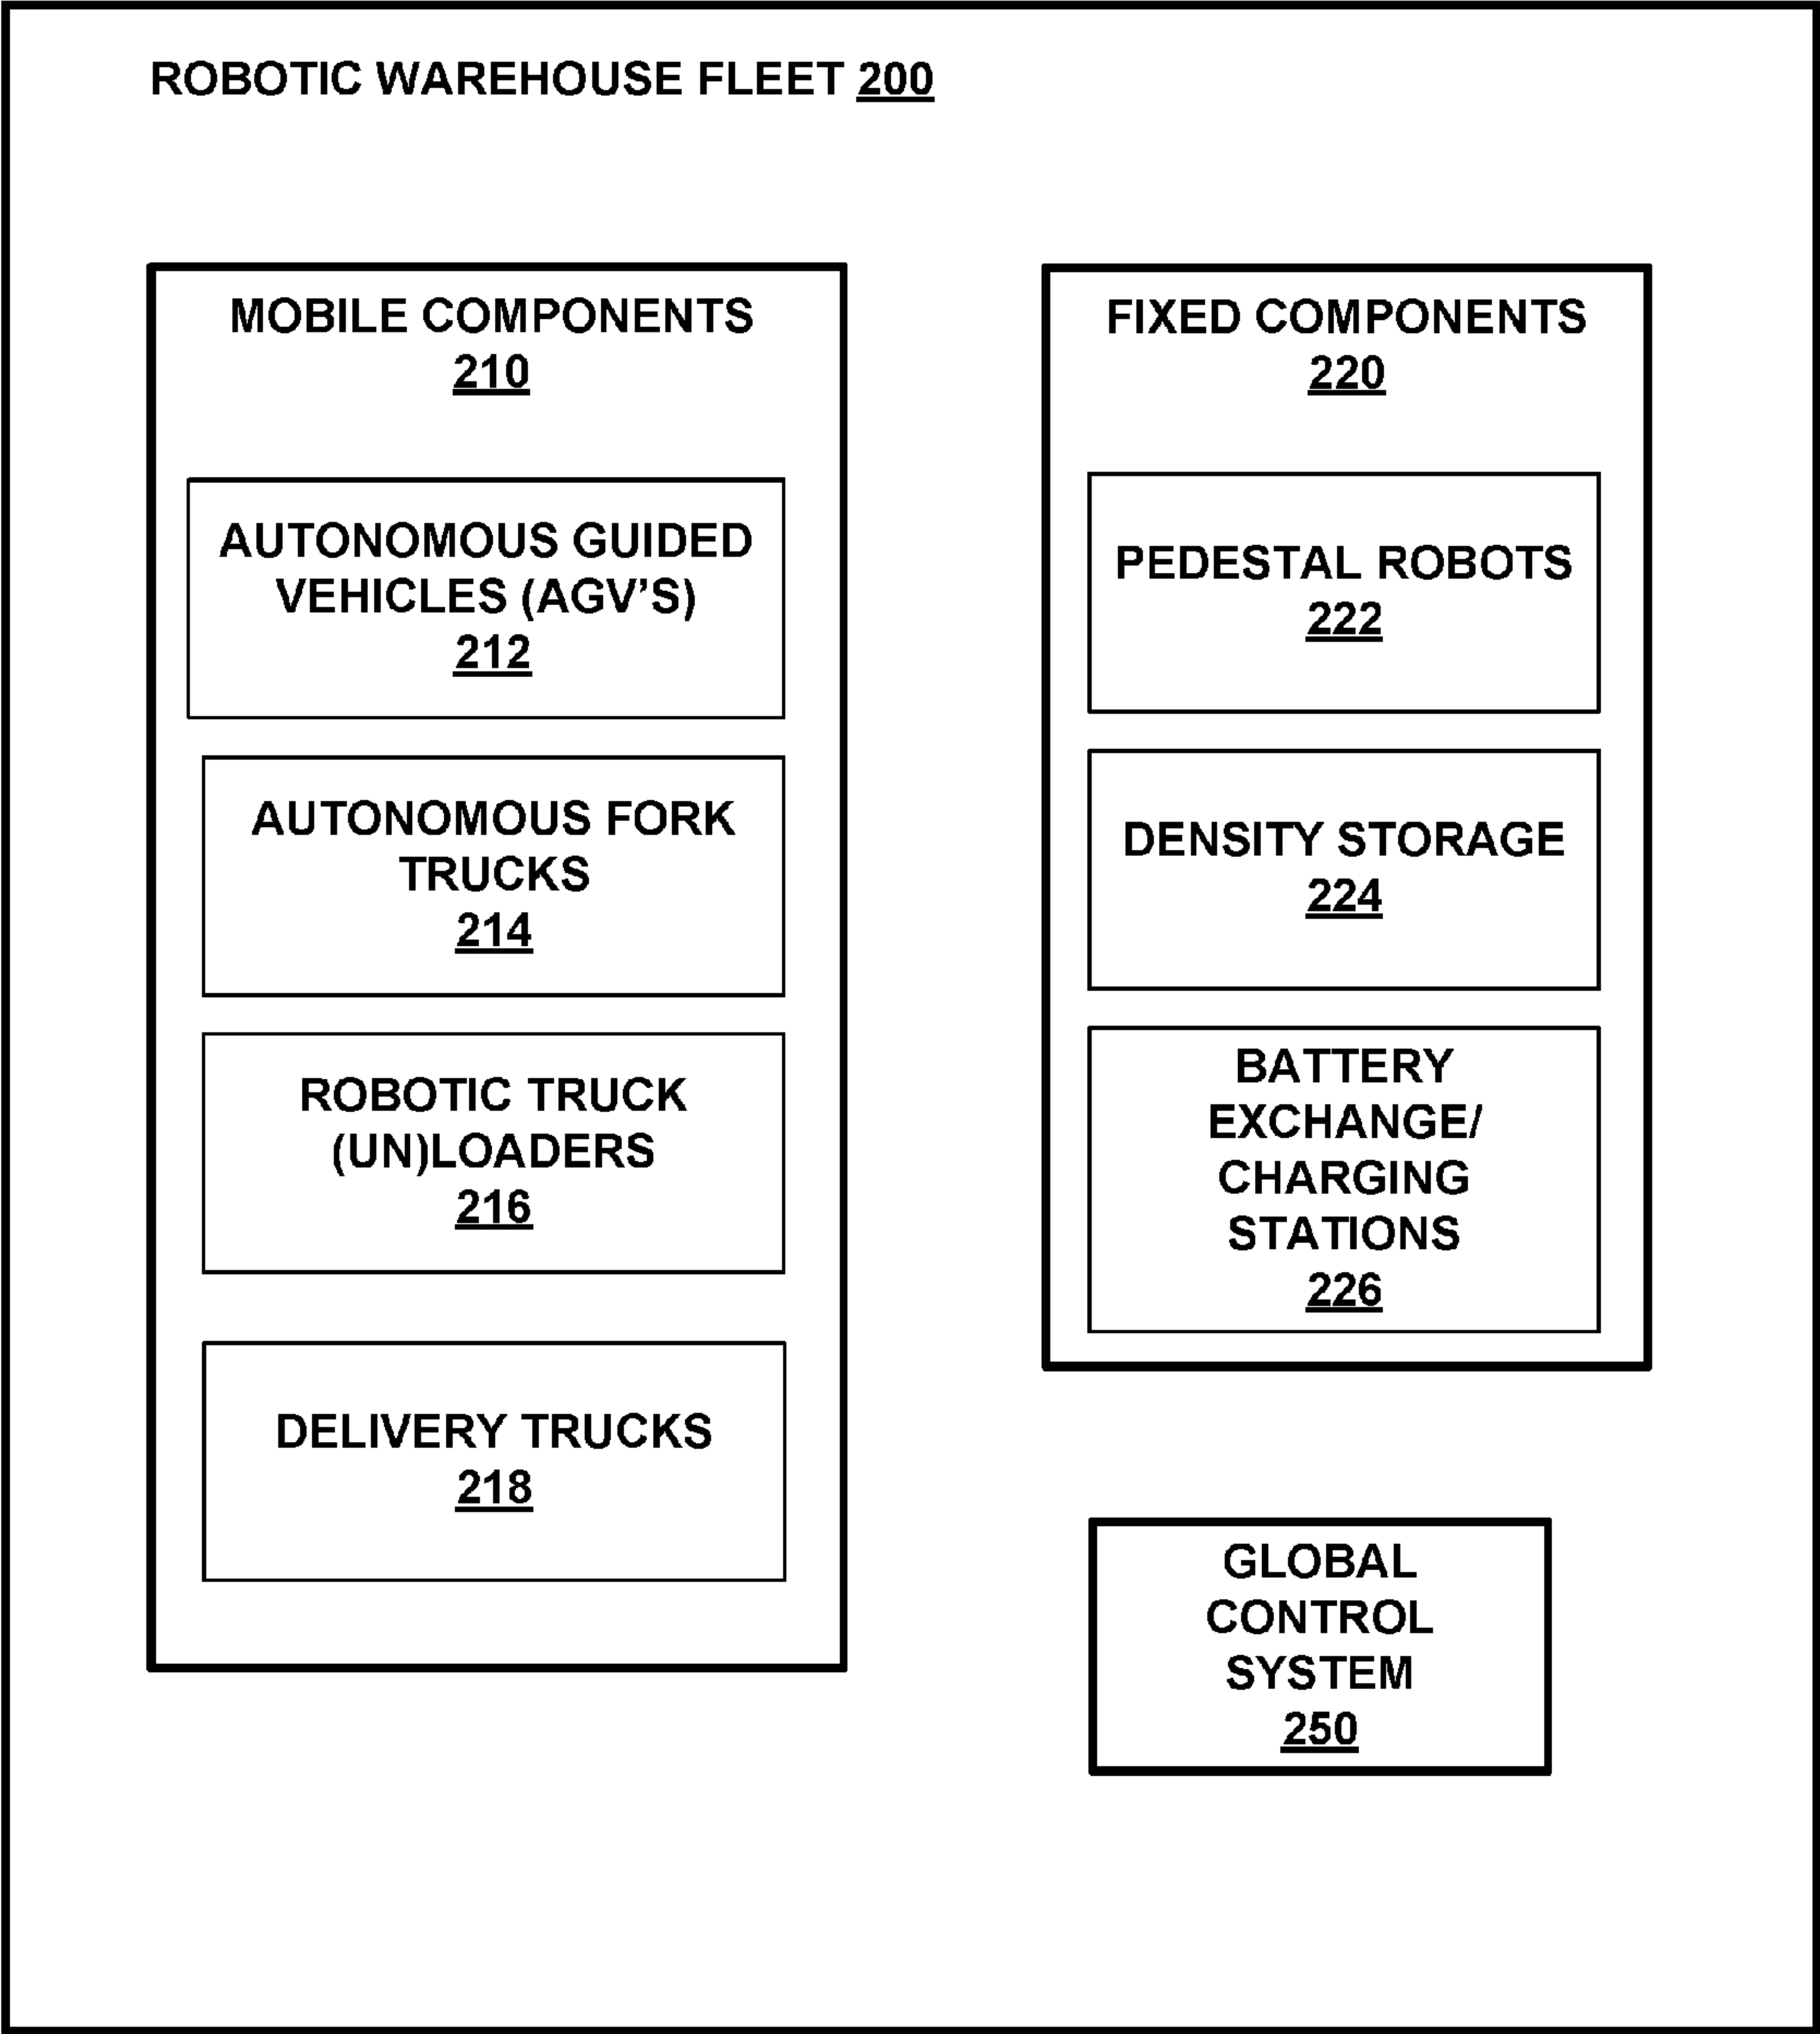 ROBOTIC WAREHOUSE FLEET 200
MOBILE COMPONENTS
210
AUTONOMOUS GUIDED
VEHICLES (AGV'S)
212
AUTONOMOUS FORK
TRUCKS
214
ROBOTIC TRUCK
(UN)LOADERS
216
DELIVERY TRUCKS
218
FIXED COMPONENTS
220
PEDESTAL ROBOTS
222
DENSITY STORAGE
224
BATTERY
EXCHANGE/
CHARGING
STATIONS
226
GLOBAL
CONTROL
SYSTEM
250